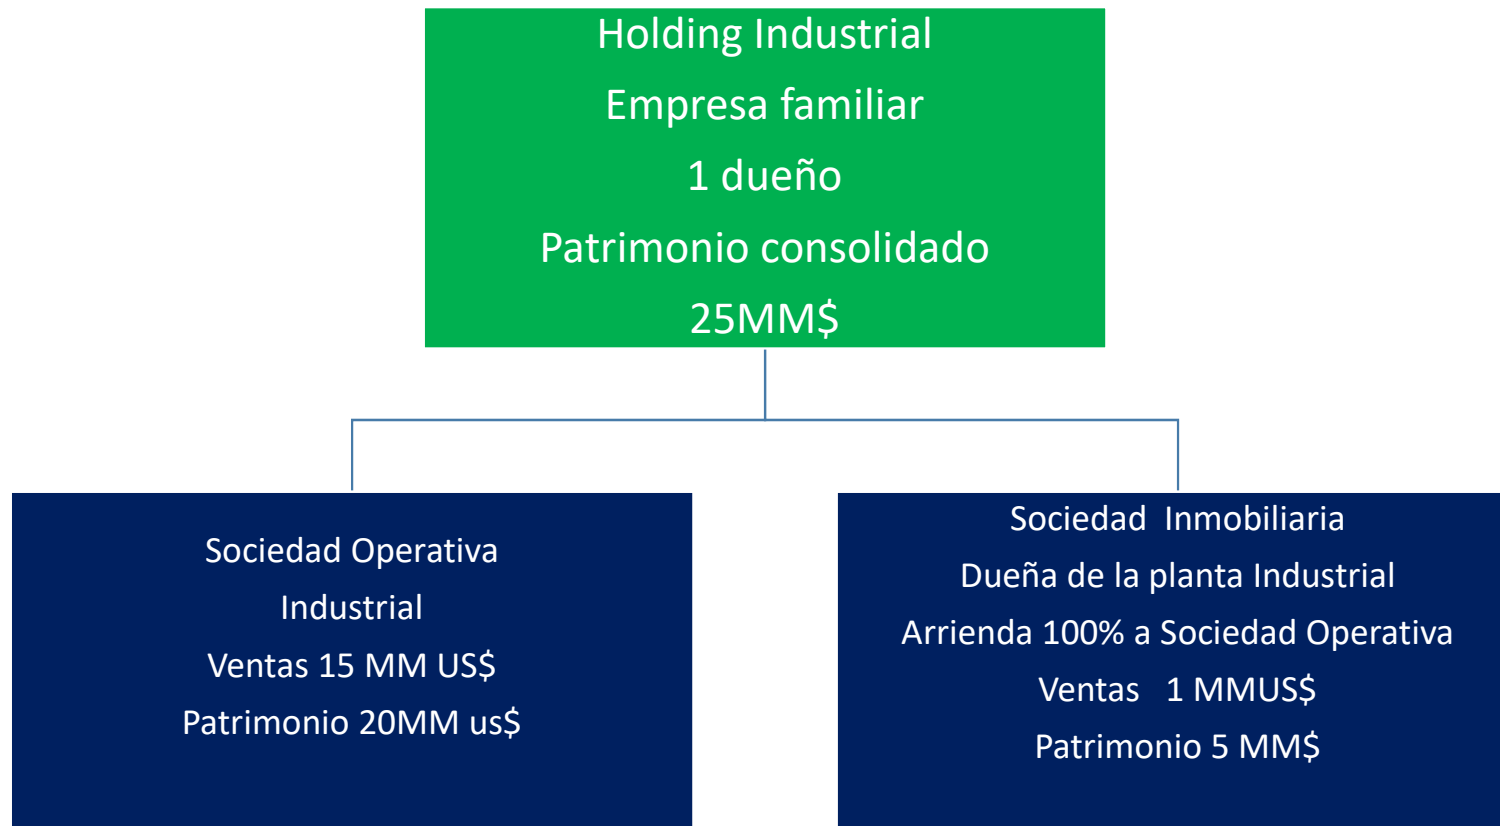 Holding Industrial
Empresa familiar
1 dueño
Patrimonio consolidado
25MM$
Sociedad Operativa
Industrial
Ventas 15 MM US$
Patrimonio 20MM us$
Sociedad  Inmobiliaria
Dueña de la planta Industrial
Arrienda 100% a Sociedad Operativa
Ventas   1 MMUS$
Patrimonio 5 MM$